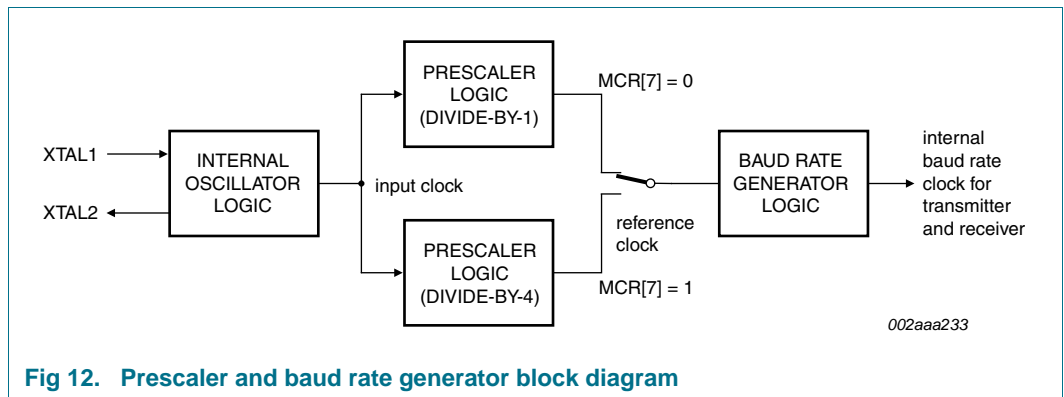 XTAL1
XTAL2
INTERNAL
OSCILLATOR
LOGIC
input clock
PRESCALER
LOGIC
(DIVIDE-BY-1)
MCR[7] = 0
PRESCALER
LOGIC
(DIVIDE-BY-4)
MCR[7] = 1
reference
clock
BAUD RATE
GENERATOR
LOGIC
internal
baud rate
clock for
transmitter
and receiver
002aaa233
Fig 12. Prescaler and baud rate generator block diagram